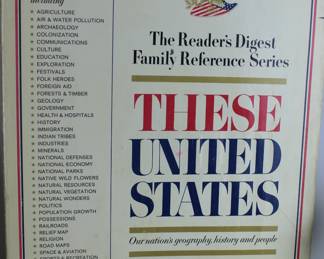 including
AGRICULTURE
AIR & WATER POLLUTION
ARCHAEOLOGY
COLONIZATION
COMMUNICATIONS
CULTURE
EDUCATION
EXPLORATION
FESTIVALS
FOLK HEROES
FOREIGN AID
FORESTS & TIMBER
GEOLOGY
GOVERNMENT
HEALTH & HOSPITALS
HISTORY
IMMIGRATION
INDIAN TRIBES
INDUSTRIES
MINERALS
NATIONAL DEFENSES
NATIONAL ECONOMY
NATIONAL PARKS
NATIVE WILD FLOWERS
NATURAL RESOURCES
NATURAL VEGETATION
NATURAL WONDERS
POLITICS
POPULATION GROWTH
POSSESSIONS
RAILROADS
RELIEF MAP
RELIGION
ROAD MAPS
SPACE & AVIATION
SPORTS & RECREATION
The Reader's Digest
Family Reference Series
THESE
UNITED
STATES
Our nation's geography, history and people